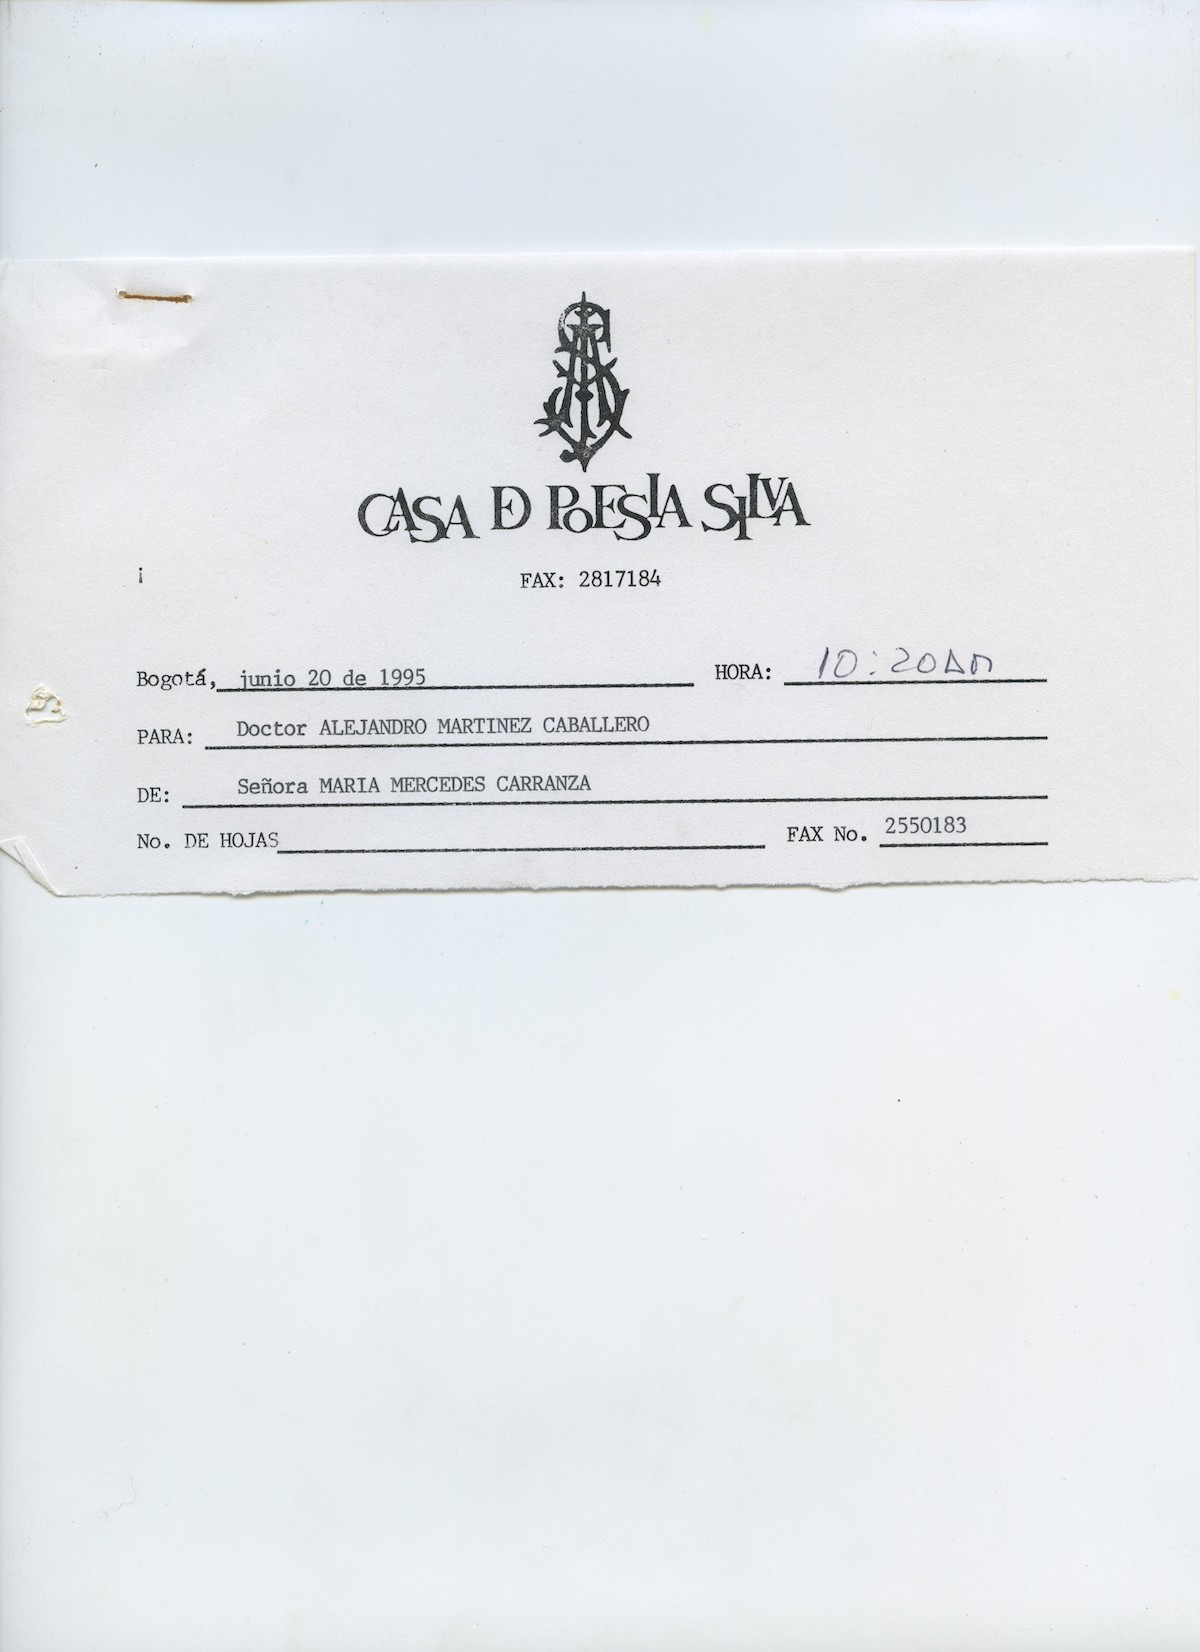 CASA DE POESIA SILVA
FAX: 2817184
Bogotá, junio 20 de 1995 HORA: 10:20AM
PARA: Doctor ALEJANDRO MARTINEZ CABALLERO
DE: Señora MARIA MERCEDES CARRANZA
No. DE HOJAS FAX No. 2550183